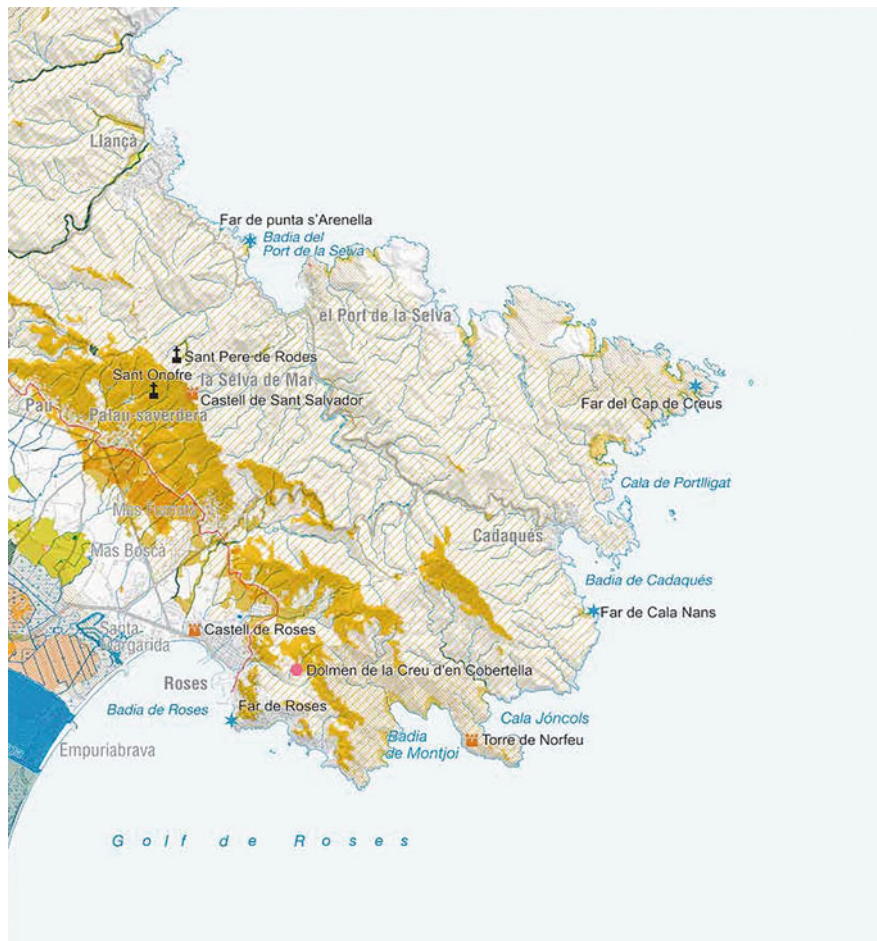 Llançà
Far de punta s'Arenella
Badia del
Port de la Selva
el Port de la Selva
Sant Pere de Rodes
Sant Onofre
la Selva de Mar
Castell de Sant Salvador
Far del Cap de Creus
Pau
Palau-saverdera
Cala de Portlligat
Mas Fumats
Cadaqués
Mas Boscà
Badia de Cadaqués
Far de Cala Nans
Santa
Margarida
Castell de Roses
Dolmen de la Creu d'en Cobertella
Roses
Far de Roses
Badia de Roses
Cala Jóncols
Badia
de Montjoi
Torre de Norfeu
Empuriabrava
Golf de Roses